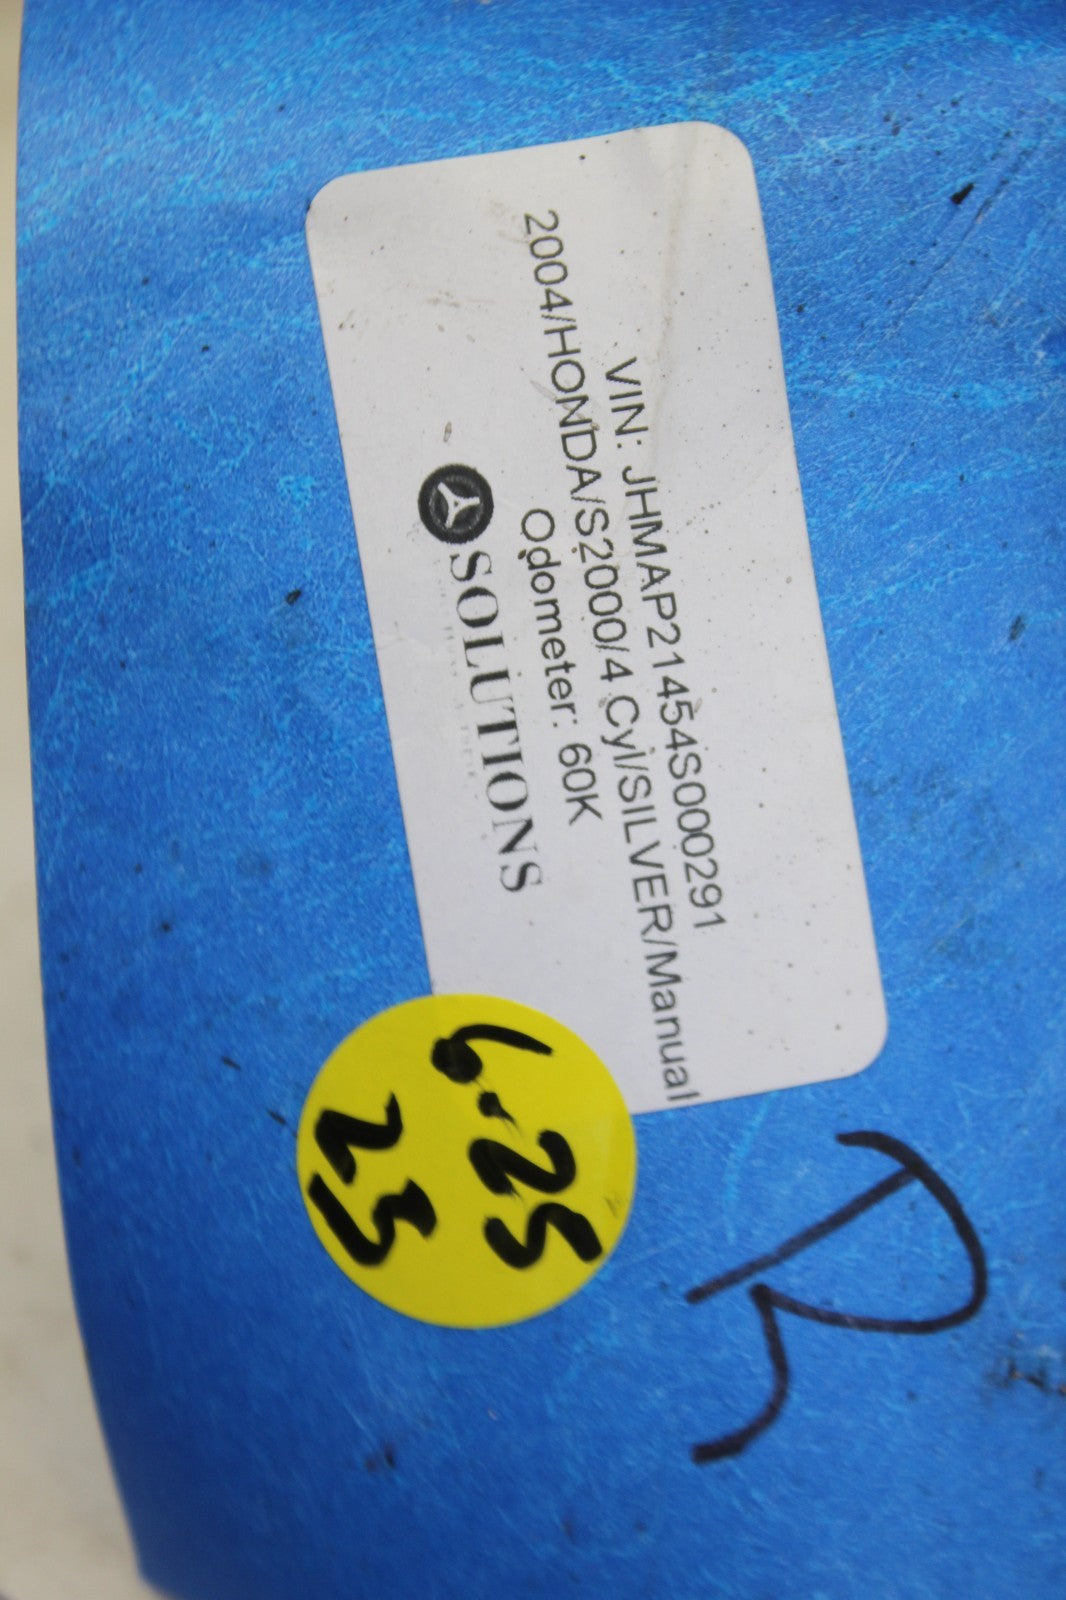 VIN: JHMAP21454S000291
2004/HONDA/S2000/4 Cyl/SILVER/Manual
Odometer: 60K
SOLUTIONS
6-25
23
R